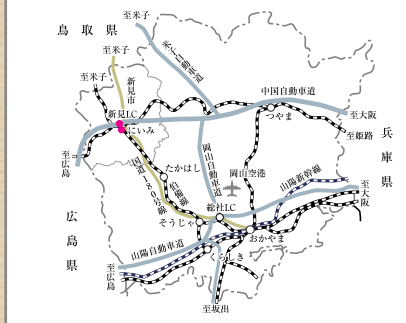 鳥取県
至米子
至米子
米子自動車道
至米子
新見市
中国自動車道
新見I.C
つやま
至大阪
にいみ
至姫路
兵庫県
至広島
国道180号線
たかはし
伯備線
岡山自動車道
岡山空港
山陽新幹線
至大阪
総社I.C
そうじゃ
広島県
おかやま
山陽自動車道
くらしき
至広島
至坂出